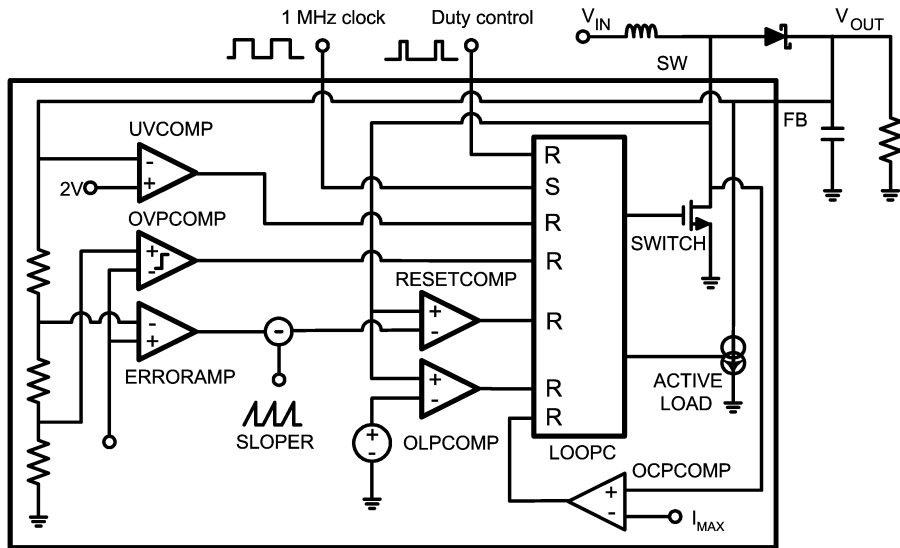 1 MHz clock
Duty control
VIN
VOUT
SW
FB
UVCOMP
-
+
2V
R
S
R
R
R
R
R
OVPCOMP
+
-
SWITCH
RESETCOMP
+
-
-
+
-
ERRORAMP
ACTIVE
LOAD
+
-
SLOPER
+
-
OLPCOMP
LOOPC
OCPCOMP
+
-
IMAX